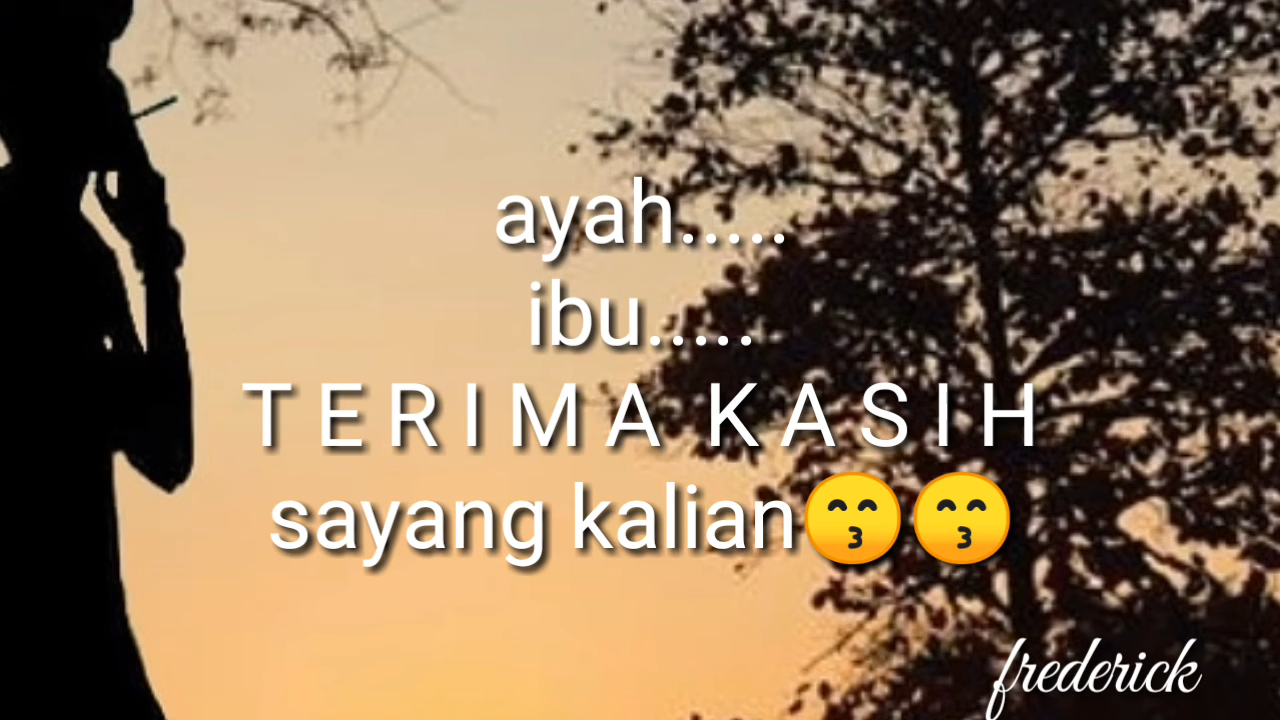 ayah.....
ibu.....
T E R I M A  K A S I H
sayang kalian😙😙
frederick